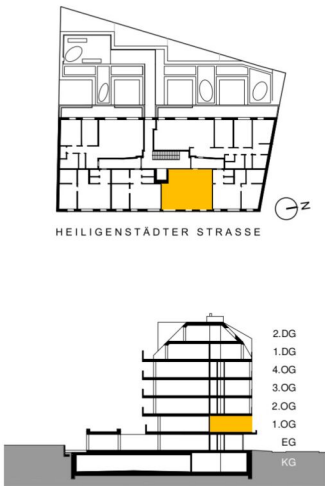 N
HEILIGENSTÄDTER STRASSE
2.DG
1.DG
4.OG
3.OG
2.OG
1.OG
EG
KG